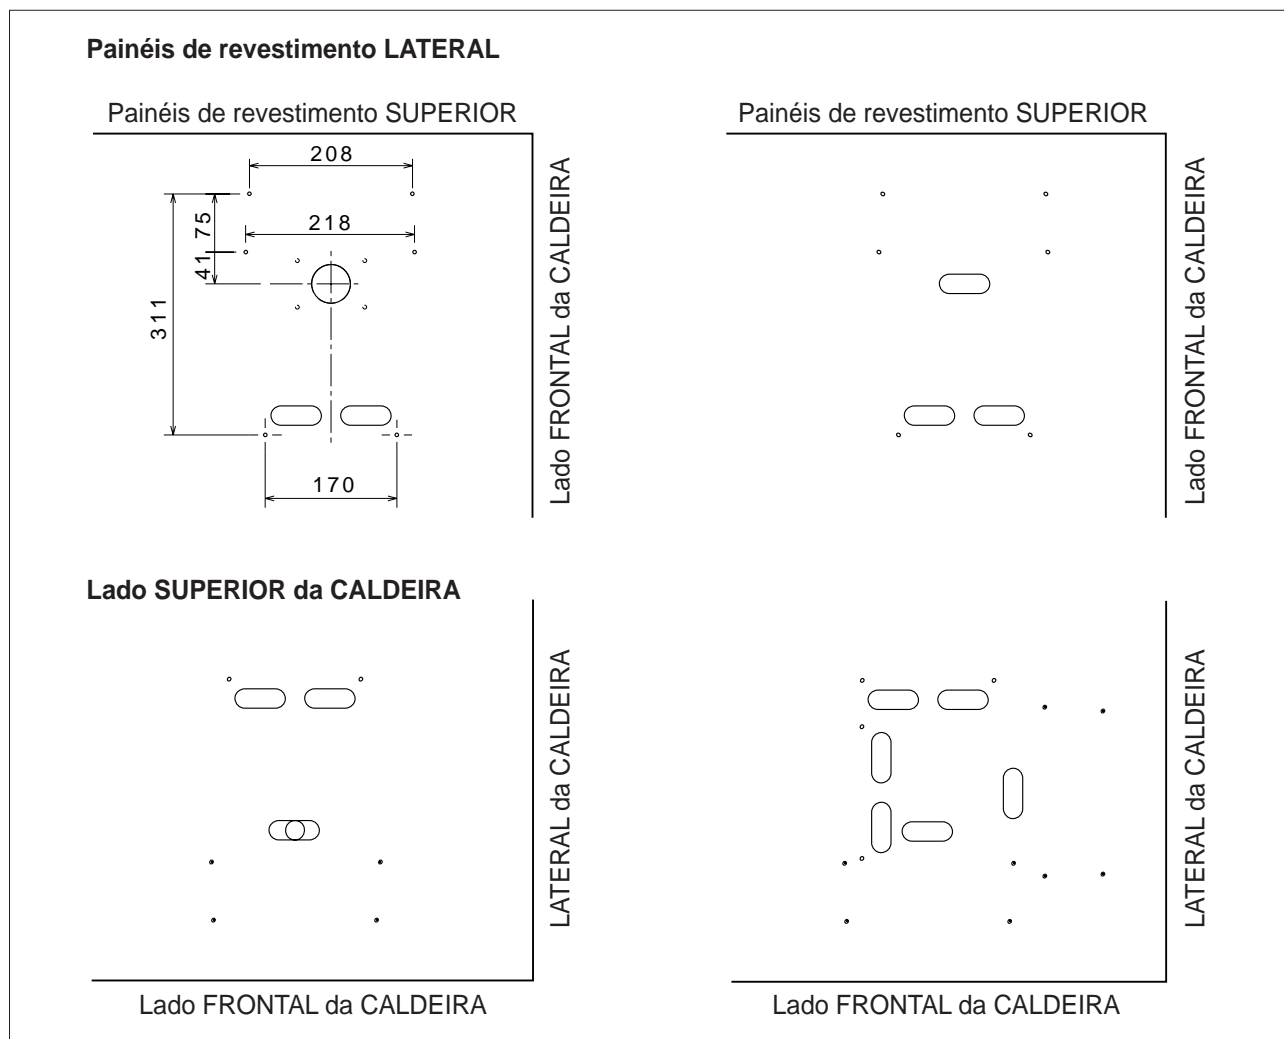 Painéis de revestimento LATERAL
Painéis de revestimento SUPERIOR
Painéis de revestimento SUPERIOR
208
75
218
41
311
170
Lado FRONTAL da CALDEIRA
Lado FRONTAL da CALDEIRA
Lado SUPERIOR da CALDEIRA
LATERAL da CALDEIRA
LATERAL da CALDEIRA
Lado FRONTAL da CALDEIRA
Lado FRONTAL da CALDEIRA